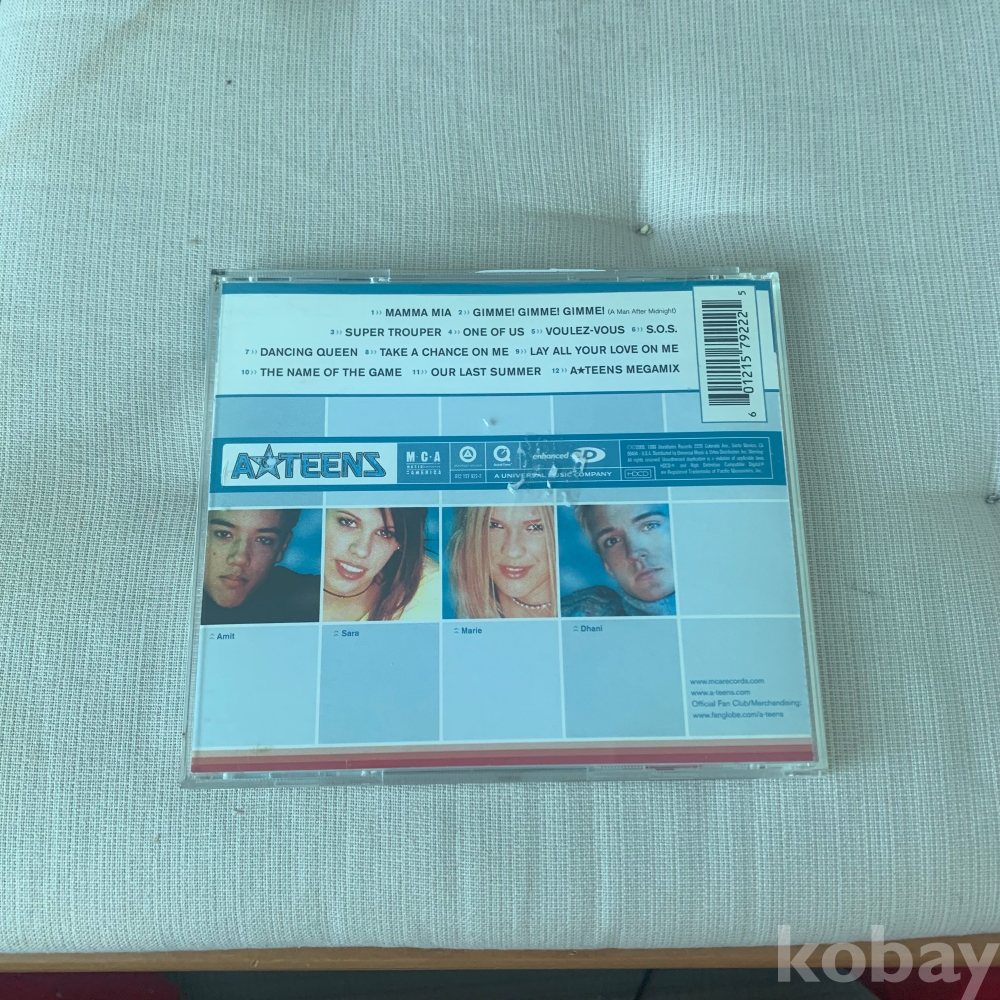 1›› MAMMA MIA 2›› GIMME! GIMME! GIMME! (A Man After Midnight)
3›› SUPER TROUPER 4›› ONE OF US 5›› VOULEZ-VOUS 6›› S.O.S.
7›› DANCING QUEEN 8›› TAKE A CHANCE ON ME 9›› LAY ALL YOUR LOVE ON ME
10›› THE NAME OF THE GAME 11›› OUR LAST SUMMER 12›› A★TEENS MEGAMIX
6 01215 79222 5
A★TEENS
M·C·A
MUSIC
AMERICA
enhanced CD
A UNIVERSAL MUSIC COMPANY
HDCD
Amit
Sara
Marie
Dhani
www.mcarecords.com
www.a-teens.com
Official Fan Club/Merchandising:
www.fanglobe.com/a-teens
kobay